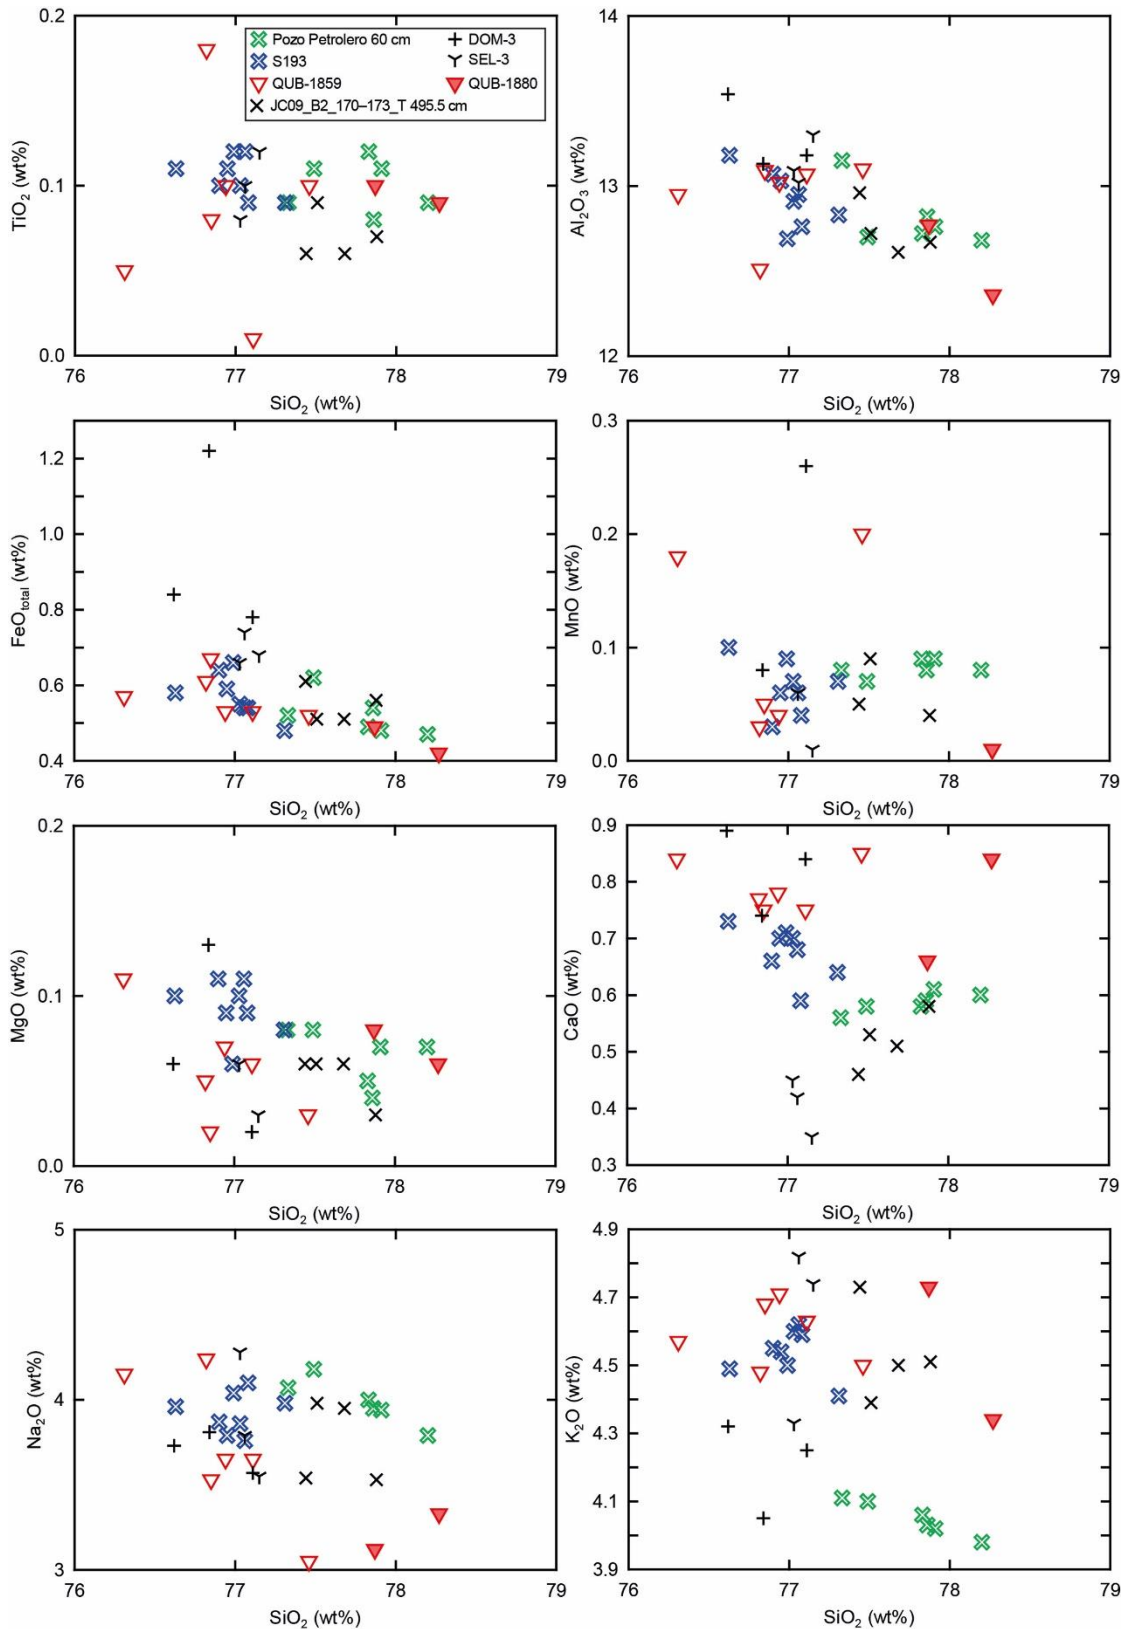 0.2
0.1
0.0
TiO2 (wt%)
Pozo Petrolero 60 cm
DOM-3
S193
SEL-3
QUB-1859
QUB-1880
JC09_B2_170–173_T 495.5 cm
76 77 78 79
SiO2 (wt%)
14
13
12
Al2O3 (wt%)
76 77 78 79
SiO2 (wt%)
1.2
1.0
0.8
0.6
0.4
FeOtotal (wt%)
76 77 78 79
SiO2 (wt%)
0.3
0.2
0.1
0.0
MnO (wt%)
76 77 78 79
SiO2 (wt%)
0.2
0.1
0.0
MgO (wt%)
76 77 78 79
SiO2 (wt%)
0.9
0.8
0.7
0.6
0.5
0.4
0.3
CaO (wt%)
76 77 78 79
SiO2 (wt%)
5
4
3
Na2O (wt%)
76 77 78 79
SiO2 (wt%)
4.9
4.7
4.5
4.3
4.1
3.9
K2O (wt%)
76 77 78 79
SiO2 (wt%)